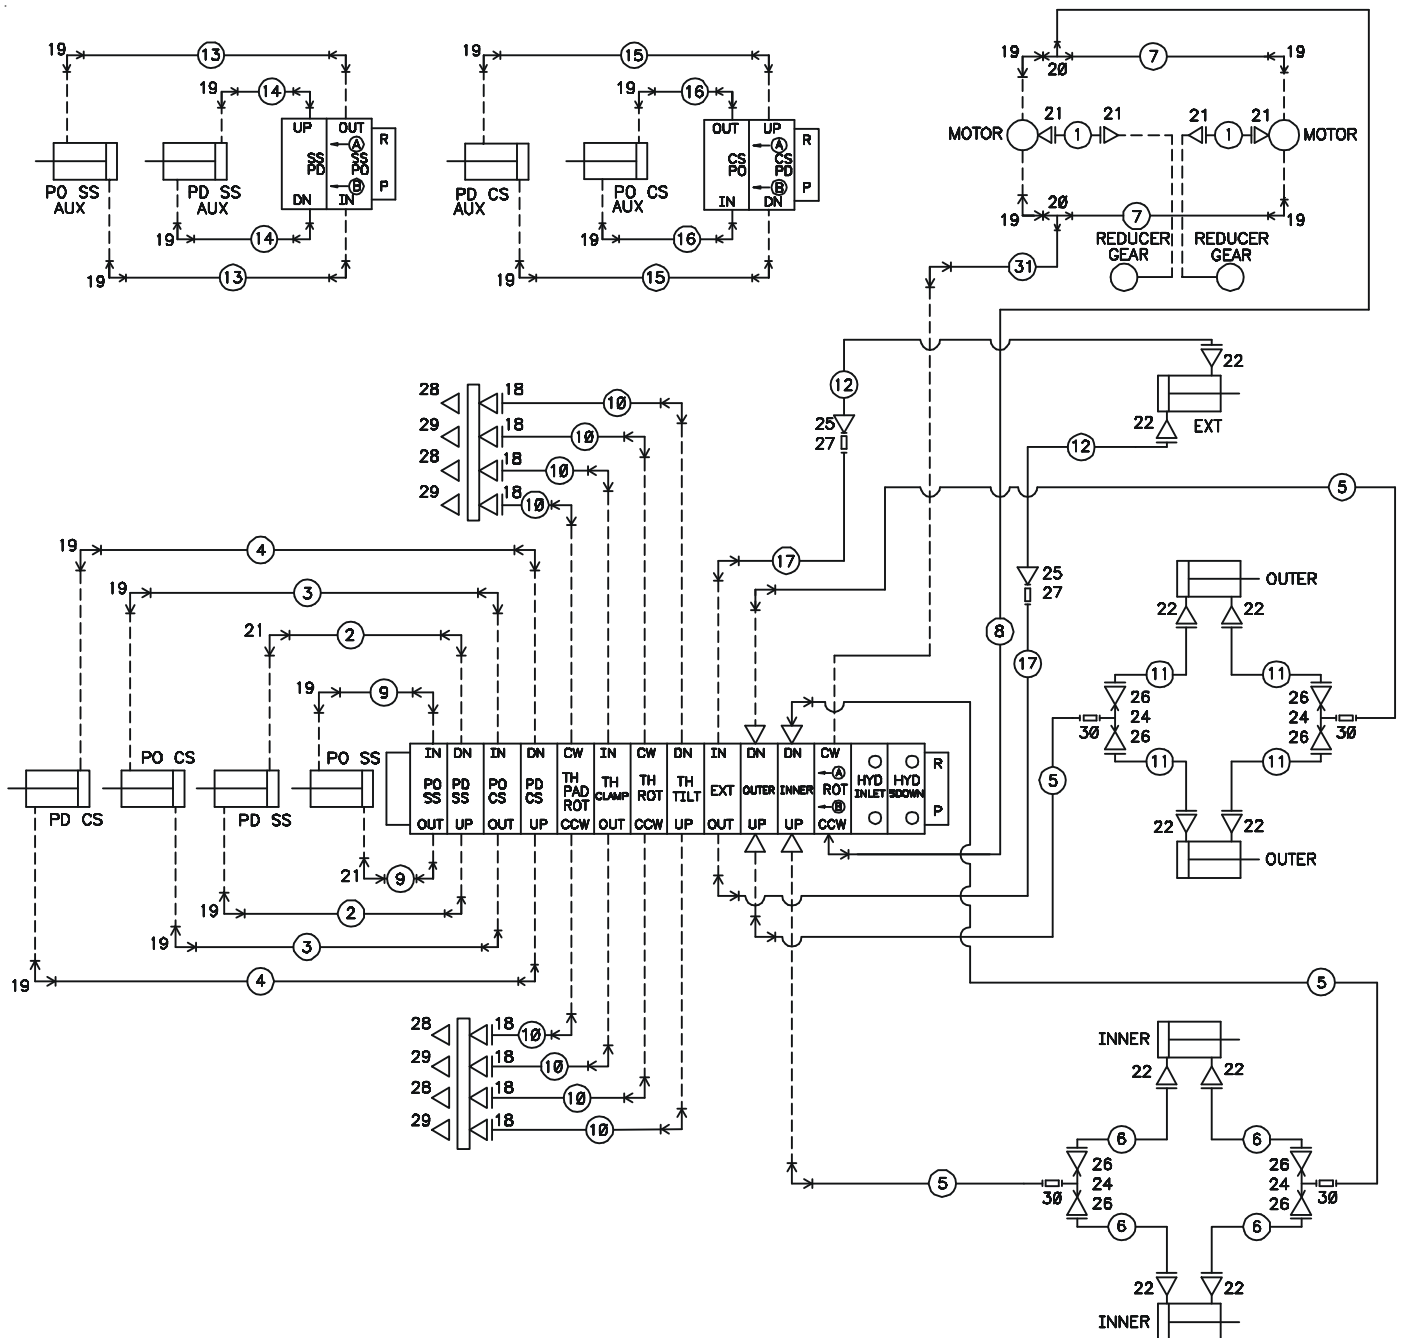 19 13
19 14
UP OUT
A
SS SS
PD PO
B
DN IN
R
P
PO SS
AUX
PD SS
AUX
19 14
19 13
19 15
19 16
OUT UP
A
CS CS
PO PD
B
IN DN
R
P
PD CS
AUX
PO CS
AUX
19 16
19 15
19 20 7 19
21 1 21 21 1 21
MOTOR MOTOR
19 20 7 19
REDUCER
GEAR
REDUCER
GEAR
31
12
22
25
27
22
EXT
12
28 18 10
29 18 10
28 18 10
29 18 10
5
19 4
19 3
21 2
19 9
17
25
27
8
17
OUTER
22 22
11 11
26 26
30 24 24 30
26 26
11 11
22 22
OUTER
5
PD CS
PO CS
PD SS
PO SS
IN DN IN DN CW IN CW DN IN DN DN CW
PO
SS
PD
SS
PO
CS
PD
CS
TH
PAD
ROT
TH
CLAMP
TH
ROT
TH
TILT
EXT
OUTER
INNER
A
ROT
B
HYD
INLET
HYD
SDOWN
R
P
OUT UP OUT UP CCW OUT CCW UP OUT UP UP CCW
21 9
19 2
19 3
19 4
5
28 18 10
29 18 10
28 18 10
29 18 10
INNER
22 22
6 6
26 26
5 30 24 24 30
26 26
6 6
22 22
INNER